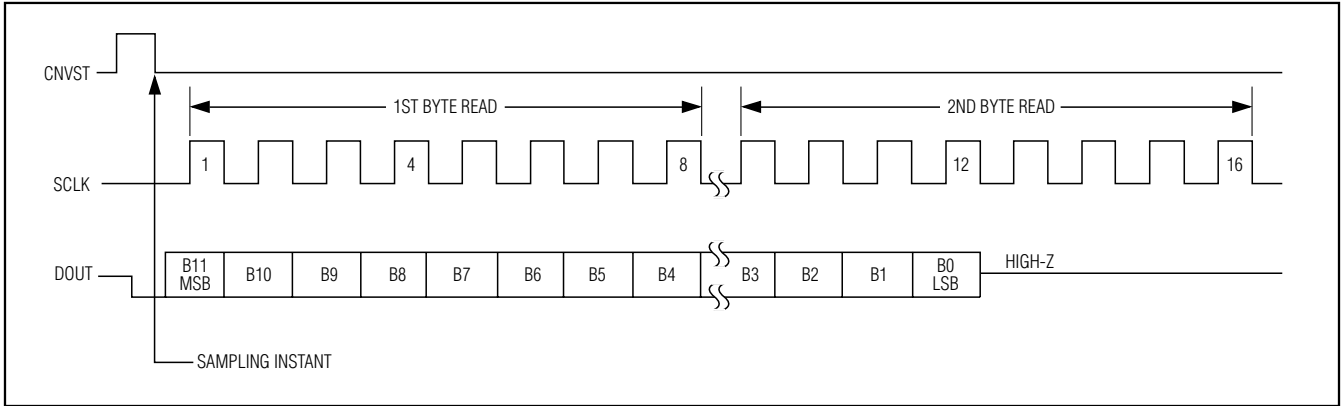 CNVST
1ST BYTE READ
2ND BYTE READ
SCLK
1
4
8
12
16
DOUT
B11
MSB
B10
B9
B8
B7
B6
B5
B4
B3
B2
B1
B0
LSB
HIGH-Z
SAMPLING INSTANT